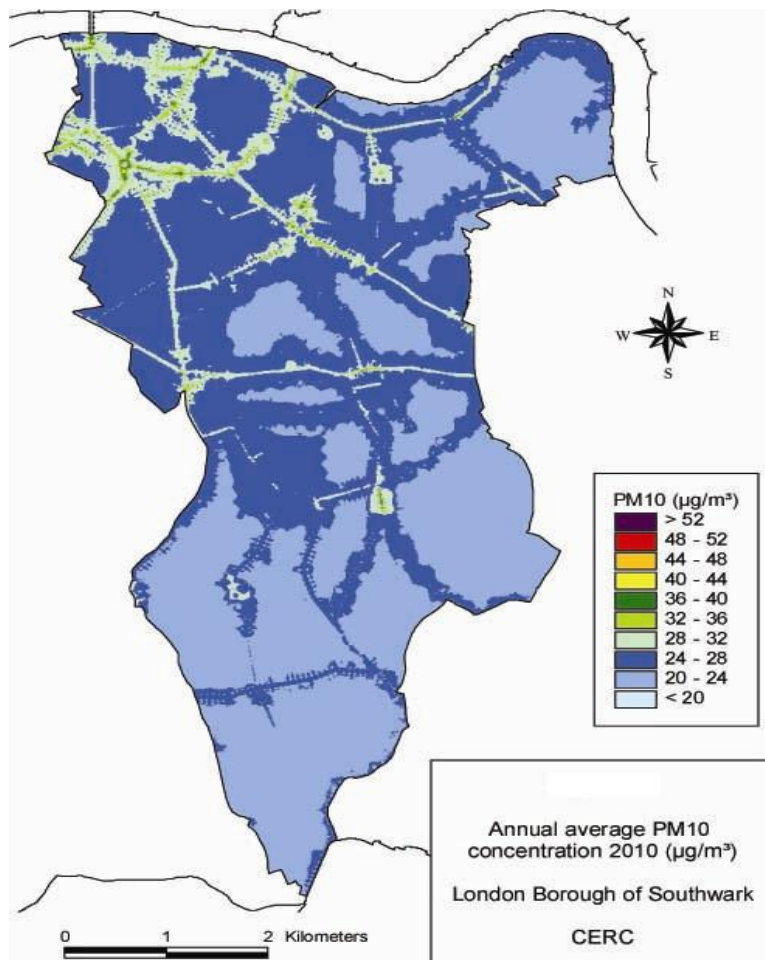 N
W E
S
PM10 (µg/m³)
> 52
48 - 52
44 - 48
40 - 44
36 - 40
32 - 36
28 - 32
24 - 28
20 - 24
< 20
Annual average PM10
concentration 2010 (µg/m³)
London Borough of Southwark
CERC
0 1 2 Kilometers